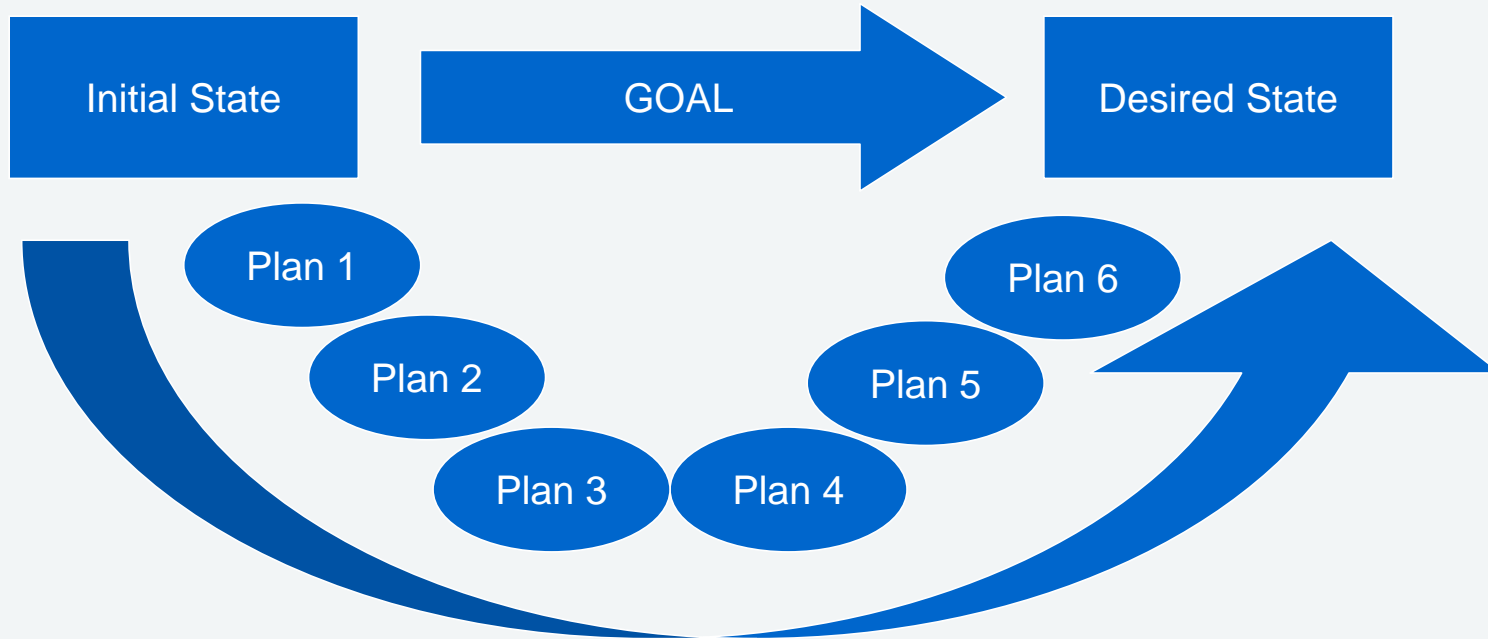 Initial State
GOAL
Desired State
Plan 1
Plan 2
Plan 3
Plan 4
Plan 5
Plan 6